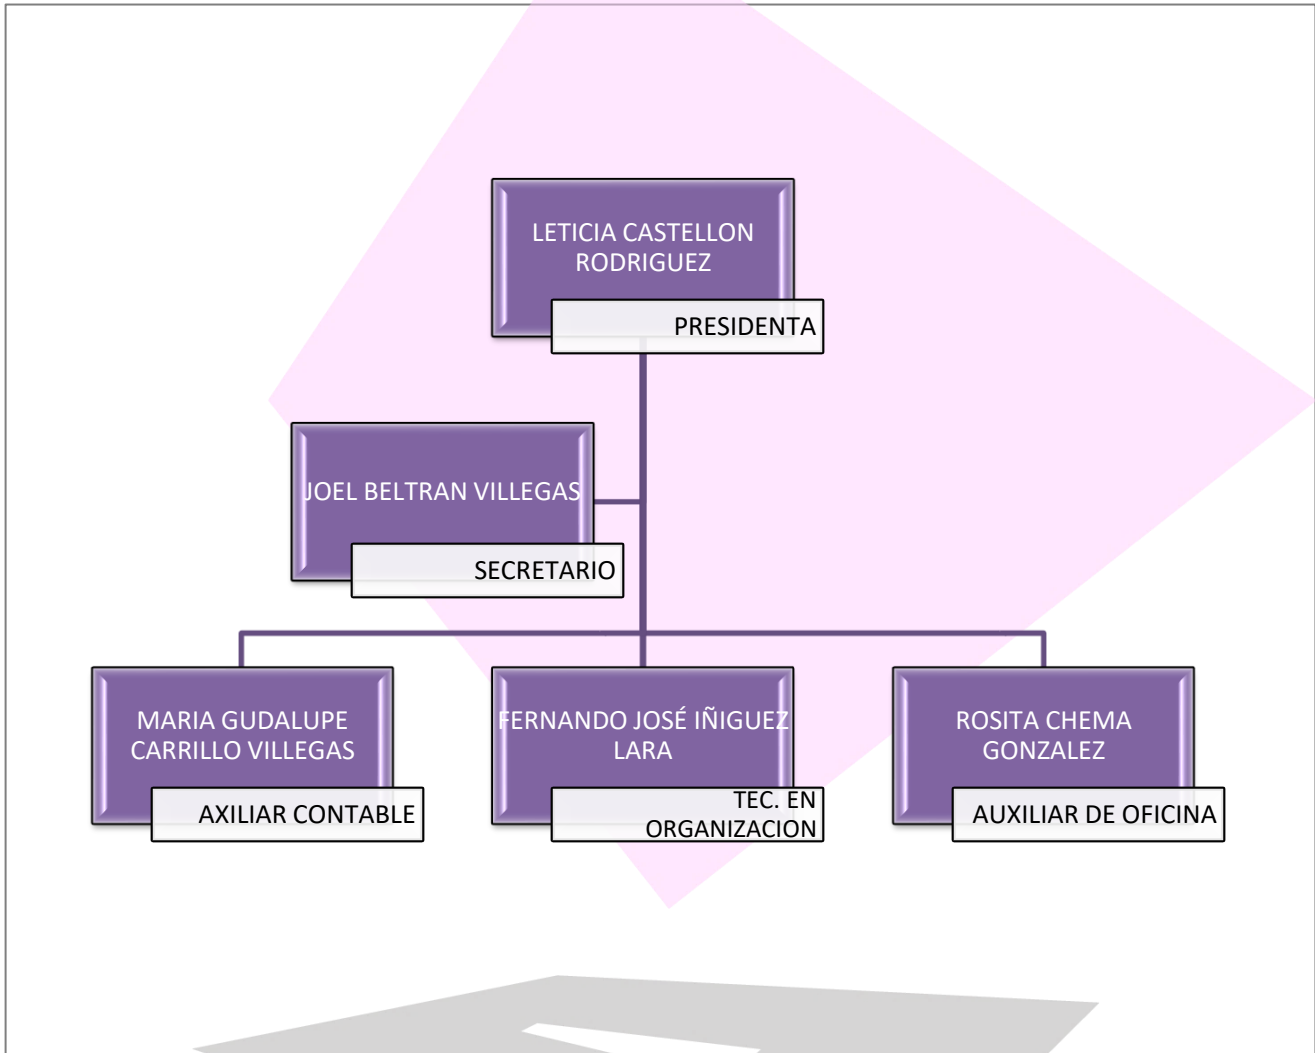 LETICIA CASTELLON
RODRIGUEZ
PRESIDENTA
JOEL BELTRAN VILLEGAS
SECRETARIO
MARIA GUDALUPE
CARRILLO VILLEGAS
AXILIAR CONTABLE
FERNANDO JOSÉ IÑIGUEZ
LARA
TEC. EN
ORGANIZACION
ROSITA CHEMA
GONZALEZ
AUXILIAR DE OFICINA